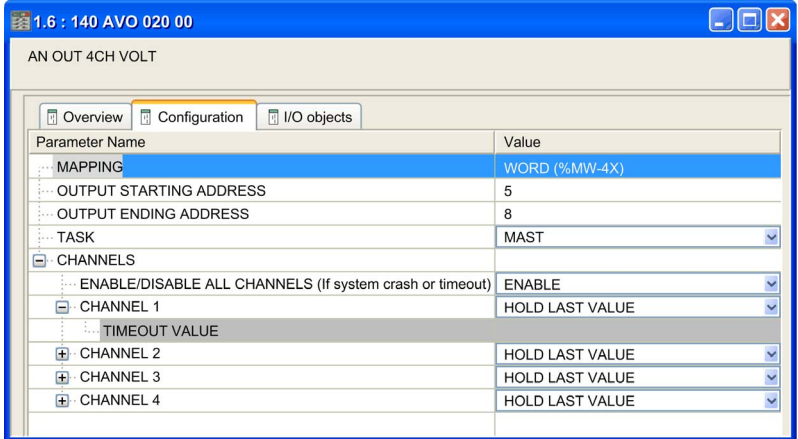 1.6 : 140 AVO 020 00
AN OUT 4CH VOLT
Overview Configuration I/O objects
Parameter Name Value
MAPPING WORD (%MW-4X)
OUTPUT STARTING ADDRESS 5
OUTPUT ENDING ADDRESS 8
TASK MAST
CHANNELS
ENABLE/DISABLE ALL CHANNELS (If system crash or timeout) ENABLE
CHANNEL 1 HOLD LAST VALUE
TIMEOUT VALUE
CHANNEL 2 HOLD LAST VALUE
CHANNEL 3 HOLD LAST VALUE
CHANNEL 4 HOLD LAST VALUE